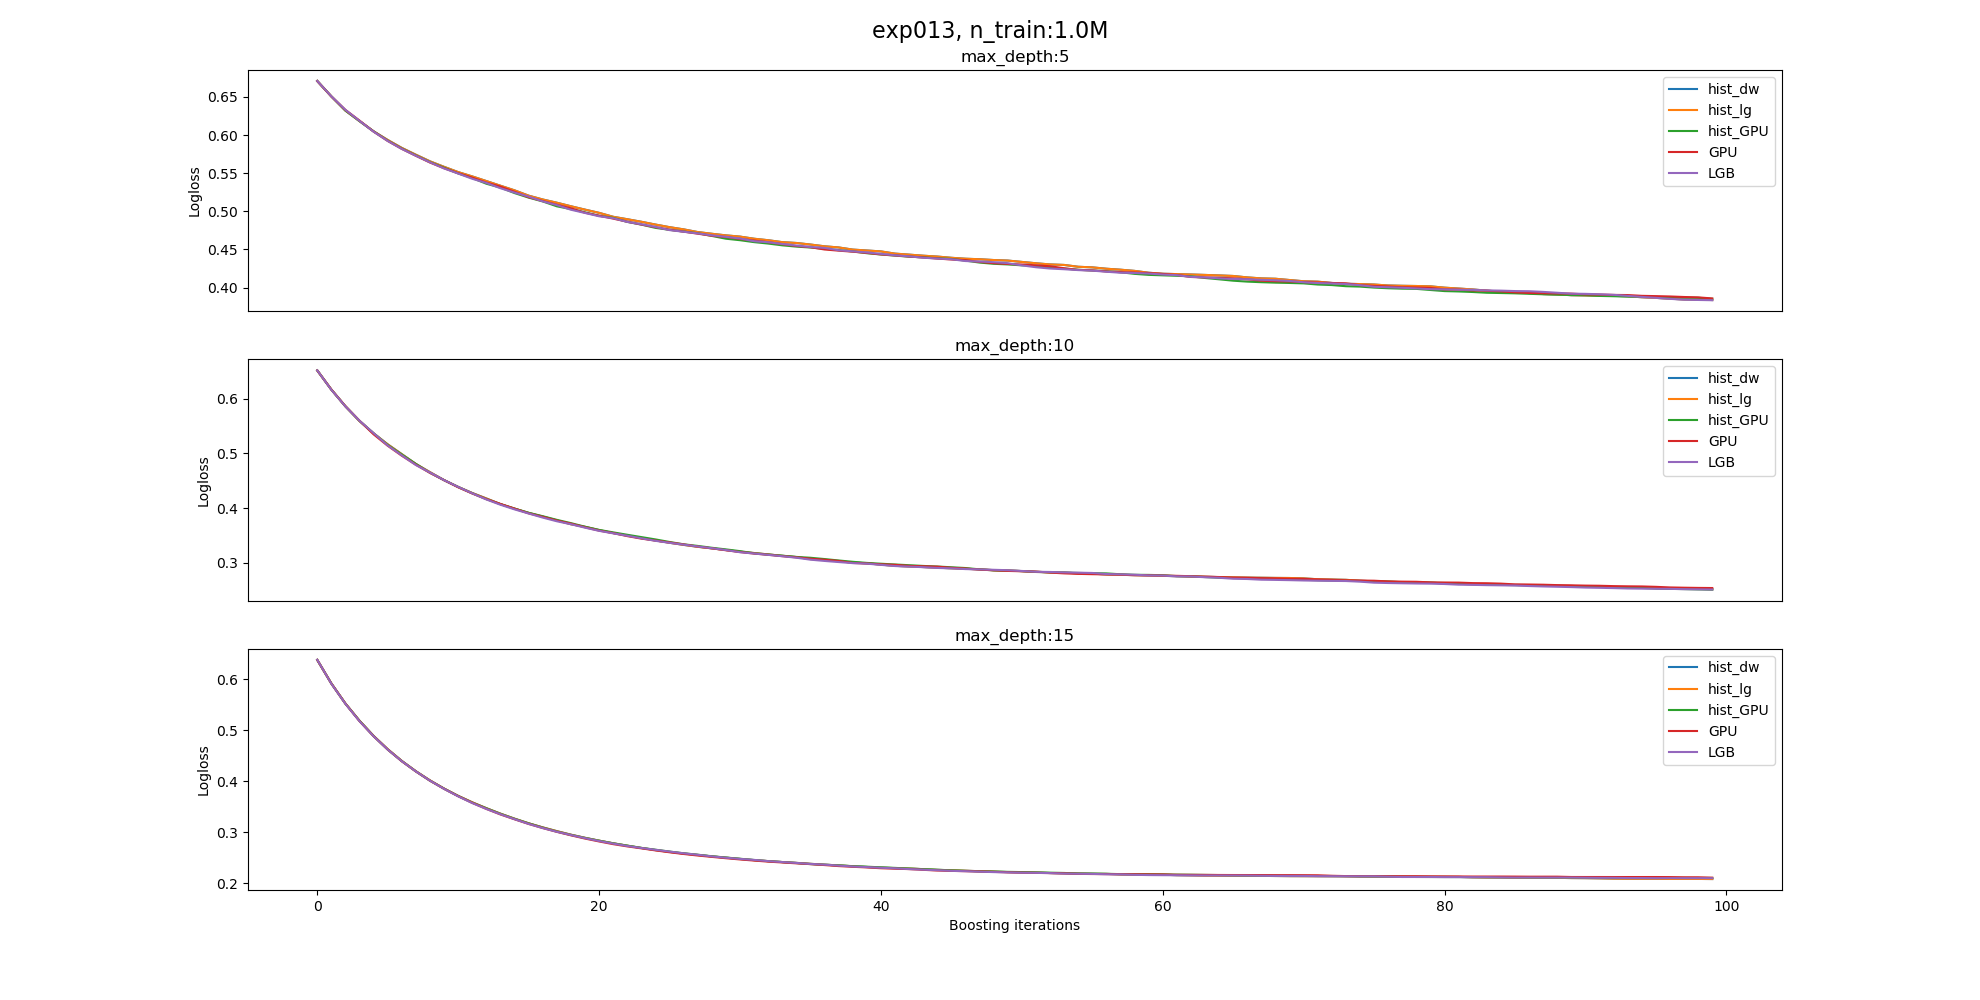 exp013, n_train:1.0M
max_depth:5
0.65
0.60
0.55
0.50
0.45
0.40
Logloss
hist_dw
hist_lg
hist_GPU
GPU
LGB
max_depth:10
0.6
0.5
0.4
0.3
Logloss
hist_dw
hist_lg
hist_GPU
GPU
LGB
max_depth:15
0.6
0.5
0.4
0.3
0.2
Logloss
hist_dw
hist_lg
hist_GPU
GPU
LGB
0 20 40 60 80 100
Boosting iterations